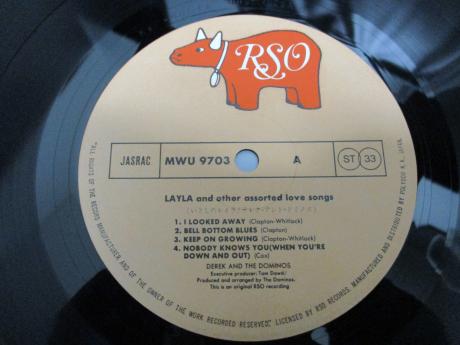 RSO
JASRAC MWU 9703 A ST 33
LAYLA and other assorted love songs
1. I LOOKED AWAY (Clapton-Whitlock)
2. BELL BOTTOM BLUES (Clapton)
3. KEEP ON GROWING (Clapton-Whitlock)
4. NOBODY KNOWS YOU(WHEN YOU'RE
DOWN AND OUT) (Cox)
DEREK AND THE DOMINOS
Executive producer: Tom Dowd/
Produced and arranged by The Dominos.
This is an original RSO recording
"ALL RIGHTS OF THE RECORD MANUFACTURER AND OF THE OWNER OF THE WORK RECORDED RESERVED." LICENSED BY RSO RECORDS. MANUFACTURED AND DISTRIBUTED BY POLYDOR K.K. JAPAN.